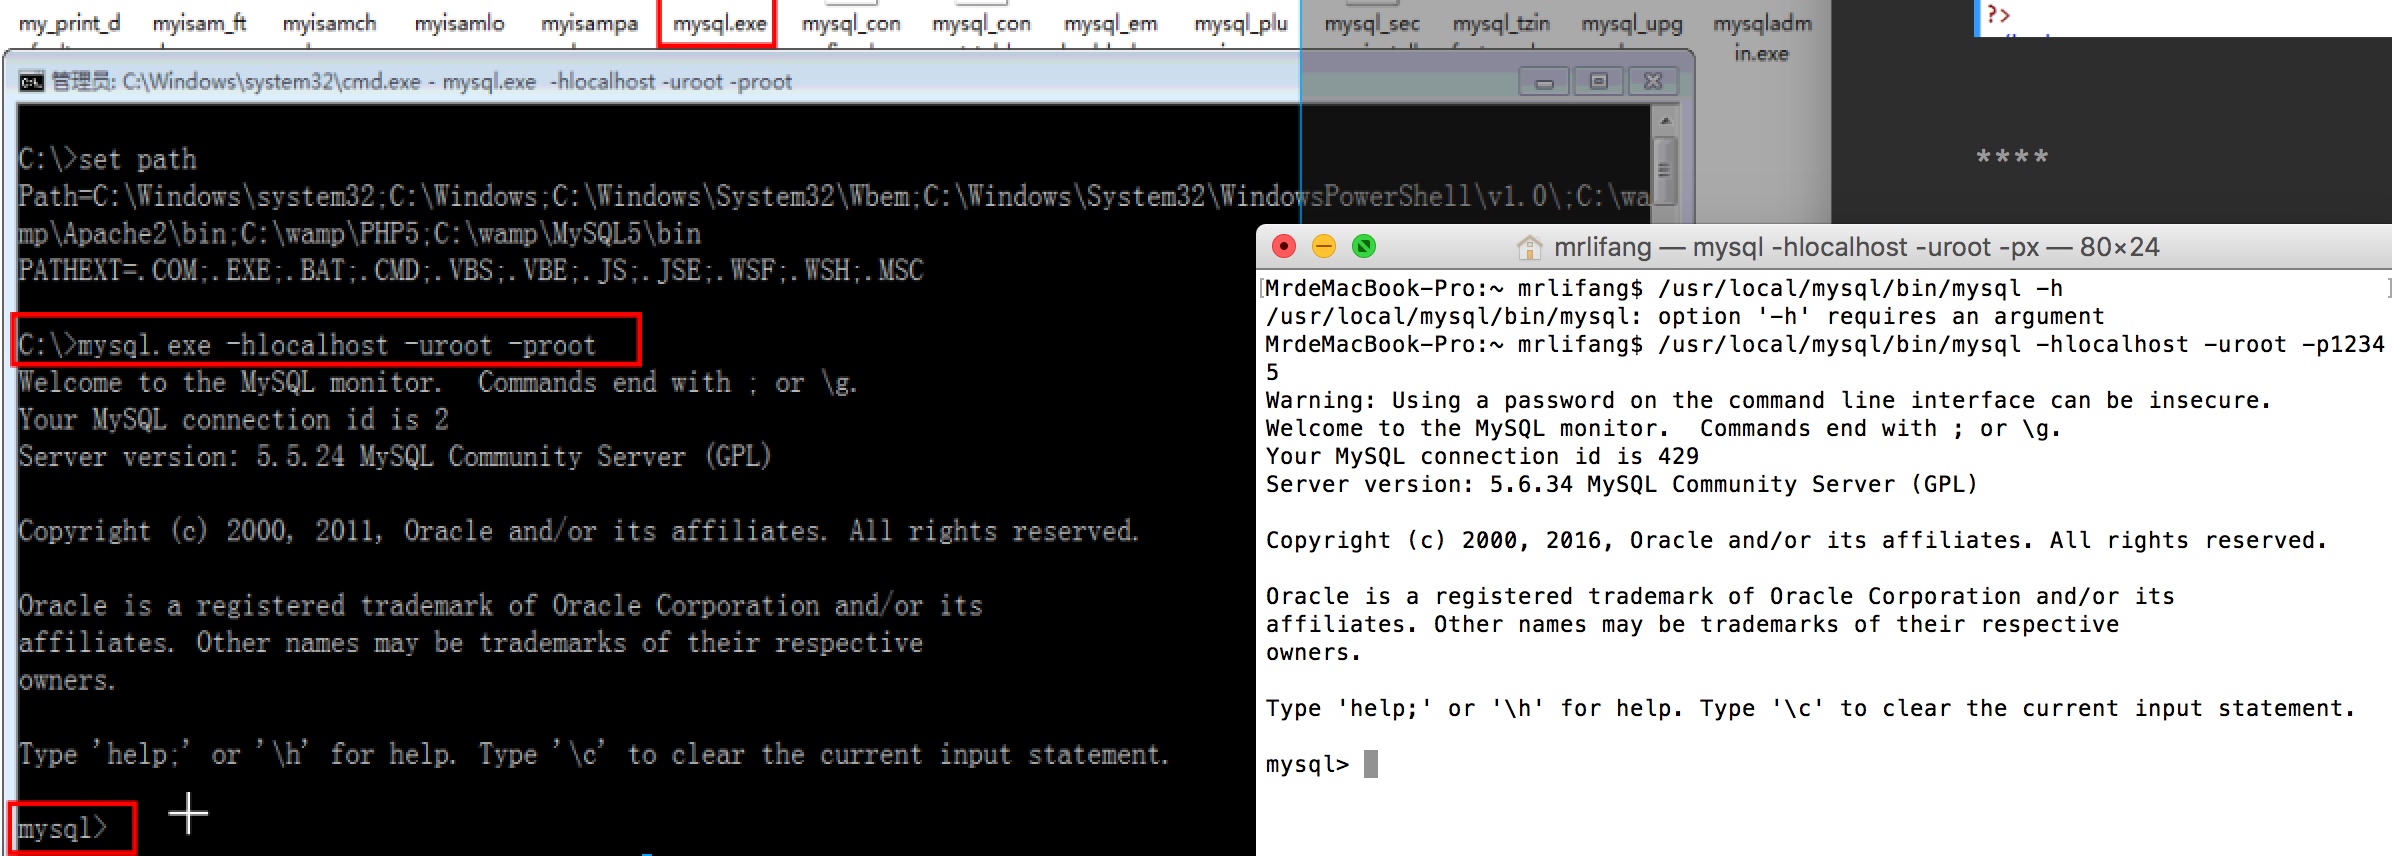 my_print_d myisam_ft myisamch myisamlo myisampa mysql.exe mysql_con mysql_con mysql_em mysql_plu mysql_sec mysql_tzin mysql_upg mysqladm
in.exe
?>
****
管理员: C:\Windows\system32\cmd.exe - mysql.exe  -hlocalhost -uroot -proot
C:\>set path
Path=C:\Windows\system32;C:\Windows;C:\Windows\System32\Wbem;C:\Windows\System32\WindowsPowerShell\v1.0\;C:\wa
mp\Apache2\bin;C:\wamp\PHP5;C:\wamp\MySQL5\bin
PATHEXT=.COM;.EXE;.BAT;.CMD;.VBS;.VBE;.JS;.JSE;.WSF;.WSH;.MSC
C:\>mysql.exe -hlocalhost -uroot -proot
Welcome to the MySQL monitor.  Commands end with ; or \g.
Your MySQL connection id is 2
Server version: 5.5.24 MySQL Community Server (GPL)
Copyright (c) 2000, 2011, Oracle and/or its affiliates. All rights reserved.
Oracle is a registered trademark of Oracle Corporation and/or its
affiliates. Other names may be trademarks of their respective
owners.
Type 'help;' or '\h' for help. Type '\c' to clear the current input statement.
mysql>
mrlifang — mysql -hlocalhost -uroot -px — 80×24
MrdeMacBook-Pro:~ mrlifang$ /usr/local/mysql/bin/mysql -h
/usr/local/mysql/bin/mysql: option '-h' requires an argument
MrdeMacBook-Pro:~ mrlifang$ /usr/local/mysql/bin/mysql -hlocalhost -uroot -p1234
5
Warning: Using a password on the command line interface can be insecure.
Welcome to the MySQL monitor.  Commands end with ; or \g.
Your MySQL connection id is 429
Server version: 5.6.34 MySQL Community Server (GPL)
Copyright (c) 2000, 2016, Oracle and/or its affiliates. All rights reserved.
Oracle is a registered trademark of Oracle Corporation and/or its
affiliates. Other names may be trademarks of their respective
owners.
Type 'help;' or '\h' for help. Type '\c' to clear the current input statement.
mysql>